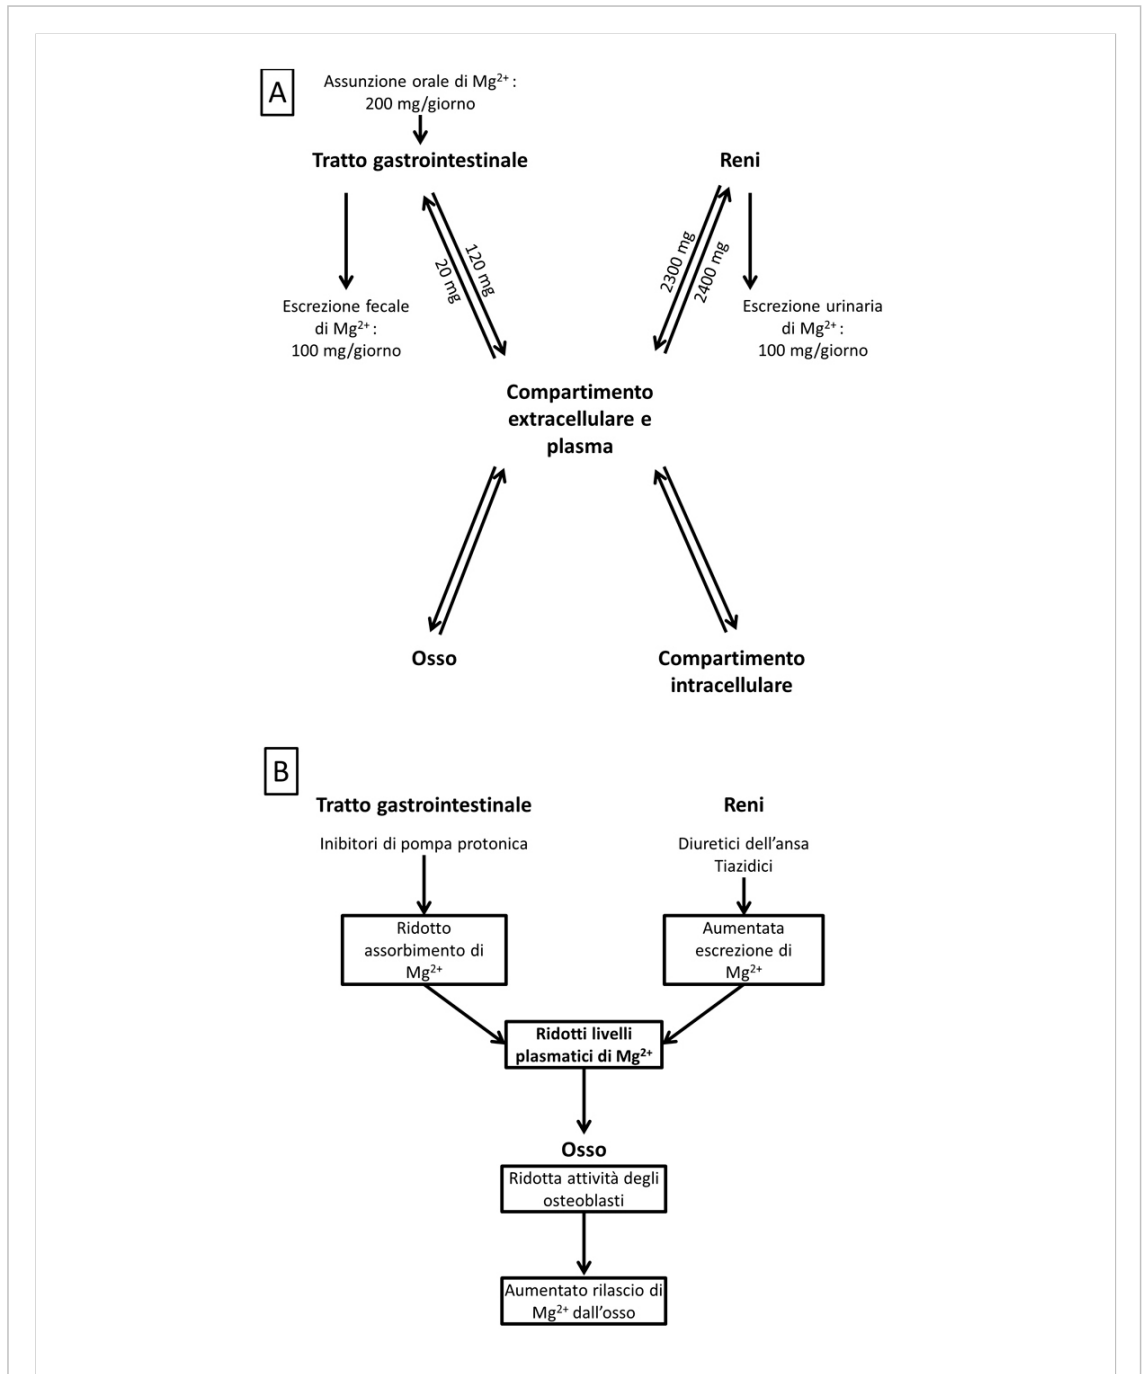 A
Assunzione orale di Mg²⁺ :
200 mg/giorno
Tratto gastrointestinale
Reni
120 mg
20 mg
2300 mg
2400 mg
Escrezione fecale
di Mg²⁺ :
100 mg/giorno
Escrezione urinaria
di Mg²⁺ :
100 mg/giorno
Compartimento
extracellulare e
plasma
Osso
Compartimento
intracellulare
B
Tratto gastrointestinale
Reni
Inibitori di pompa protonica
Diuretici dell'ansa
Tiazidici
Ridotto
assorbimento di
Mg²⁺
Aumentata
escrezione di
Mg²⁺
Ridotti livelli
plasmatici di Mg²⁺
Osso
Ridotta attività degli
osteoblasti
Aumentato rilascio di
Mg²⁺ dall'osso